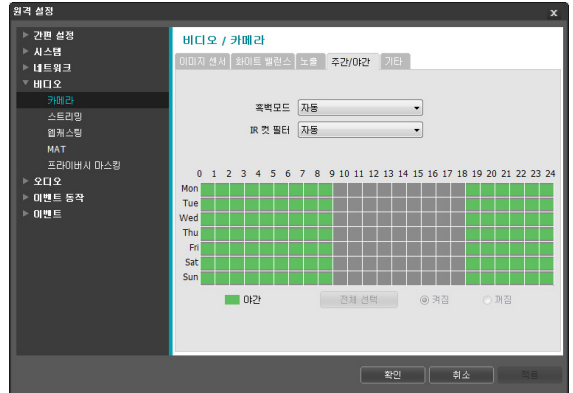 원격 설정
x
간편 설정
시스템
네트워크
비디오
카메라
스트리밍
웹캐스팅
MAT
프라이버시 마스킹
오디오
이벤트 동작
이벤트
비디오 / 카메라
이미지 센서 화이트 밸런스 노출 주간/야간 기타
흑백모드 자동
IR 컷 필터 자동
0 1 2 3 4 5 6 7 8 9 10 11 12 13 14 15 16 17 18 19 20 21 22 23 24
Mon
Tue
Wed
Thu
Fri
Sat
Sun
야간 전체 선택 켜짐 꺼짐
확인 취소 적용